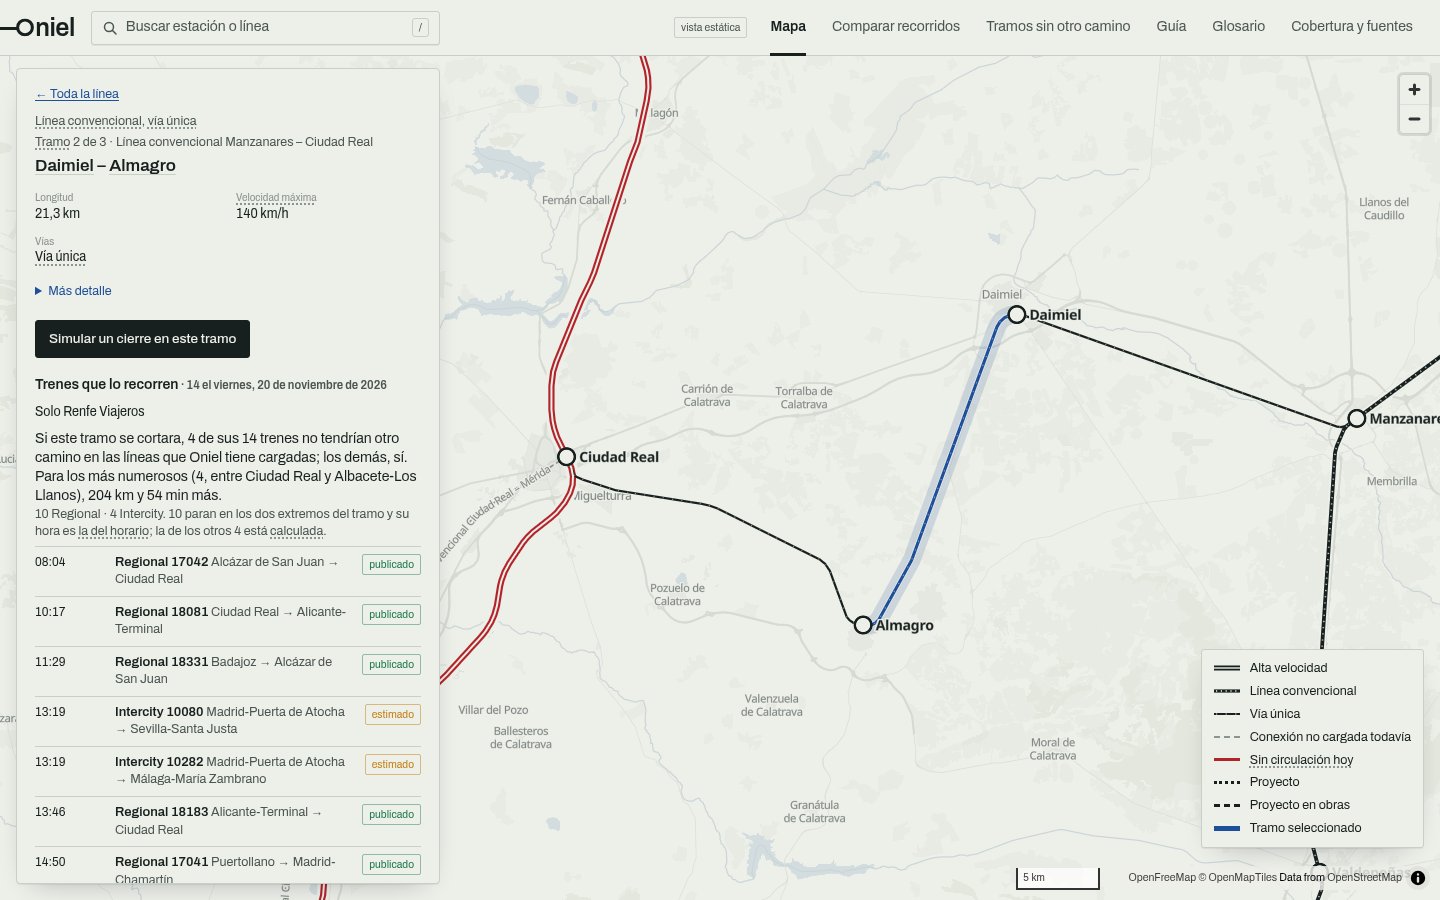 Oniel
Buscar estación o línea
/
vista estática
Mapa
Comparar recorridos
Tramos sin otro camino
Guía
Glosario
Cobertura y fuentes
← Toda la línea
Línea convencional, vía única
Tramo 2 de 3 · Línea convencional Manzanares – Ciudad Real
Daimiel – Almagro
Longitud
21,3 km
Velocidad máxima
140 km/h
Vías
Vía única
Más detalle
Simular un cierre en este tramo
Trenes que lo recorren · 14 el viernes, 20 de noviembre de 2026
Solo Renfe Viajeros
Si este tramo se cortara, 4 de sus 14 trenes no tendrían otro
camino en las líneas que Oniel tiene cargadas; los demás, sí.
Para los más numerosos (4, entre Ciudad Real y Albacete-Los
Llanos), 204 km y 54 min más.
10 Regional · 4 Intercity. 10 paran en los dos extremos del tramo y su
hora es la del horario; la de los otros 4 está calculada.
08:04 Regional 17042 Alcázar de San Juan → publicado
Ciudad Real
10:17 Regional 18081 Ciudad Real → Alicante- publicado
Terminal
11:29 Regional 18331 Badajoz → Alcázar de publicado
San Juan
13:19 Intercity 10080 Madrid-Puerta de Atocha estimado
→ Sevilla-Santa Justa
13:19 Intercity 10282 Madrid-Puerta de Atocha estimado
→ Málaga-María Zambrano
13:46 Regional 18183 Alicante-Terminal → publicado
Ciudad Real
14:50 Regional 17041 Puertollano → Madrid- publicado
Chamartín
lagón
Fernán Caball
Llanos del
Caudillo
Daimiel
Daimiel
Carrión de
Calatrava
Torralba de
Calatrava
Manzanare
Ciudad Real
Membrilla
Miguelturra
encional Ciudad Real – Mérida
Pozuelo de
Calatrava
Almagro
Villar del Pozo
Ballesteros
de Calatrava
Valenzuela
de Calatrava
Moral de
Calatrava
Granátula
de Calatrava
Valdepeñas
Alta velocidad
Línea convencional
Vía única
Conexión no cargada todavía
Sin circulación hoy
Proyecto
Proyecto en obras
Tramo seleccionado
5 km
OpenFreeMap © OpenMapTiles Data from OpenStreetMap